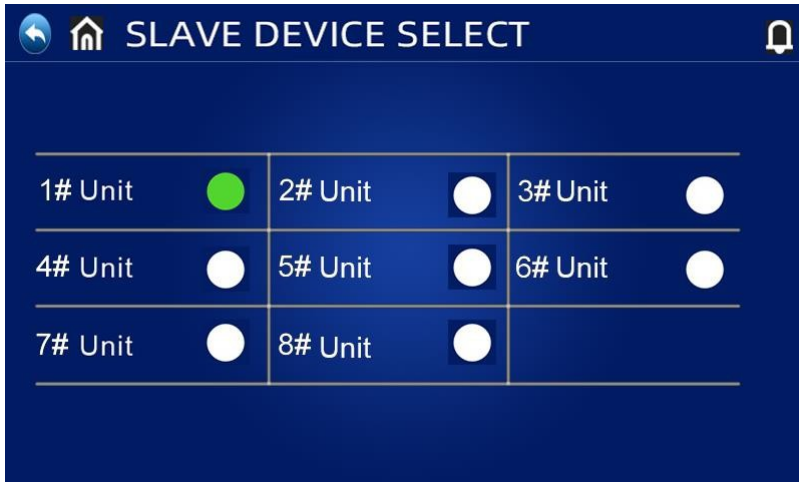 SLAVE DEVICE SELECT
1# Unit 2# Unit 3# Unit
4# Unit 5# Unit 6# Unit
7# Unit 8# Unit